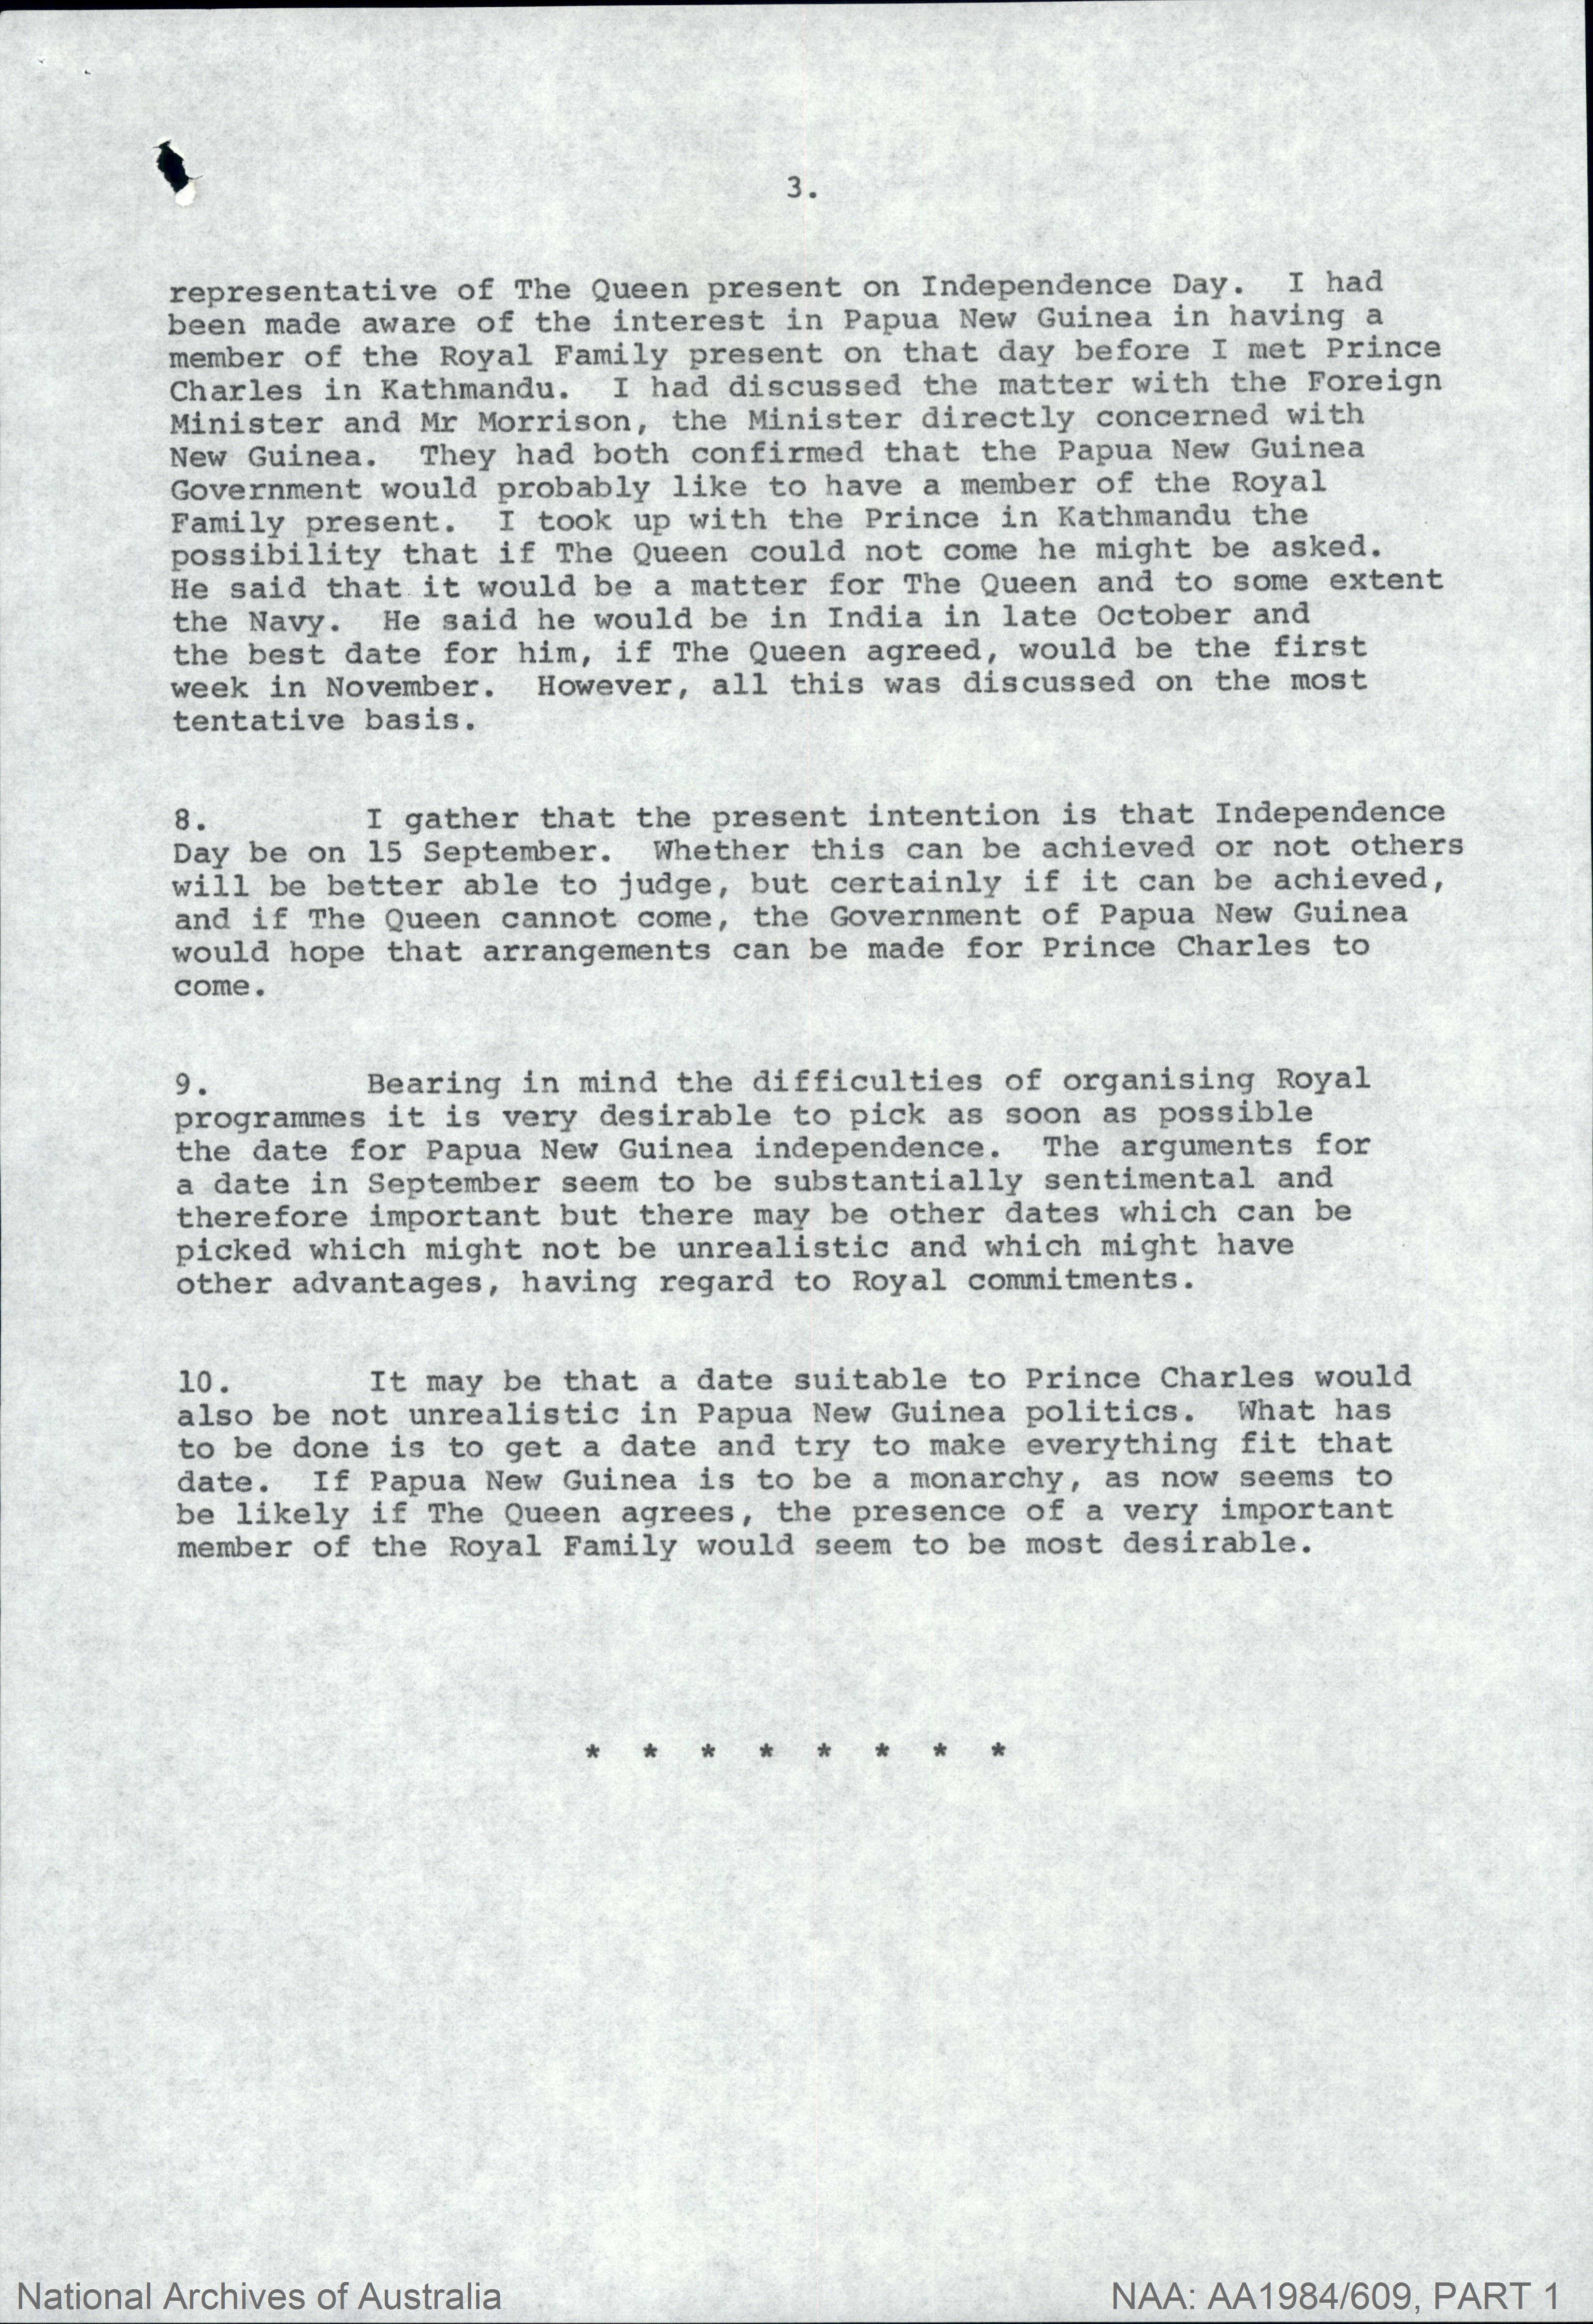 3.
representative of The Queen present on Independence Day. I had
been made aware of the interest in Papua New Guinea in having a
member of the Royal Family present on that day before I met Prince
Charles in Kathmandu. I had discussed the matter with the Foreign
Minister and Mr Morrison, the Minister directly concerned with
New Guinea. They had both confirmed that the Papua New Guinea
Government would probably like to have a member of the Royal
Family present. I took up with the Prince in Kathmandu the
possibility that if The Queen could not come he might be asked.
He said that it would be a matter for The Queen and to some extent
the Navy. He said he would be in India in late October and
the best date for him, if The Queen agreed, would be the first
week in November. However, all this was discussed on the most
tentative basis.
8. I gather that the present intention is that Independence
Day be on 15 September. Whether this can be achieved or not others
will be better able to judge, but certainly if it can be achieved,
and if The Queen cannot come, the Government of Papua New Guinea
would hope that arrangements can be made for Prince Charles to
come.
9. Bearing in mind the difficulties of organising Royal
programmes it is very desirable to pick as soon as possible
the date for Papua New Guinea independence. The arguments for
a date in September seem to be substantially sentimental and
therefore important but there may be other dates which can be
picked which might not be unrealistic and which might have
other advantages, having regard to Royal commitments.
10. It may be that a date suitable to Prince Charles would
also be not unrealistic in Papua New Guinea politics. What has
to be done is to get a date and try to make everything fit that
date. If Papua New Guinea is to be a monarchy, as now seems to
be likely if The Queen agrees, the presence of a very important
member of the Royal Family would seem to be most desirable.
* * * * * * * *
National Archives of Australia
NAA: AA1984/609, PART 1